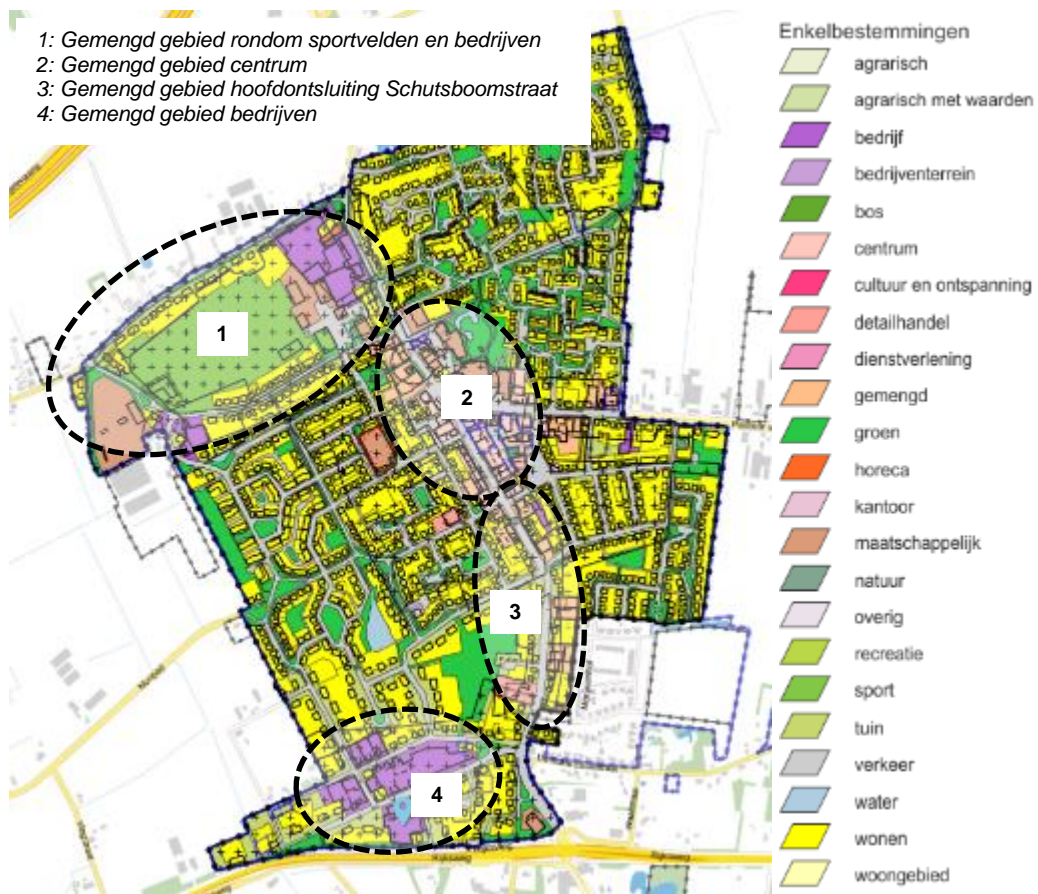 1: Gemengd gebied rondom sportvelden en bedrijven
2: Gemengd gebied centrum
3: Gemengd gebied hoofdontsluiting Schutsboomstraat
4: Gemengd gebied bedrijven
1
2
3
4
Enkelbestemmingen
agrarisch
agrarisch met waarden
bedrijf
bedrijventerrein
bos
centrum
cultuur en ontspanning
detailhandel
dienstverlening
gemengd
groen
horeca
kantoor
maatschappelijk
natuur
overig
recreatie
sport
tuin
verkeer
water
wonen
woongebied